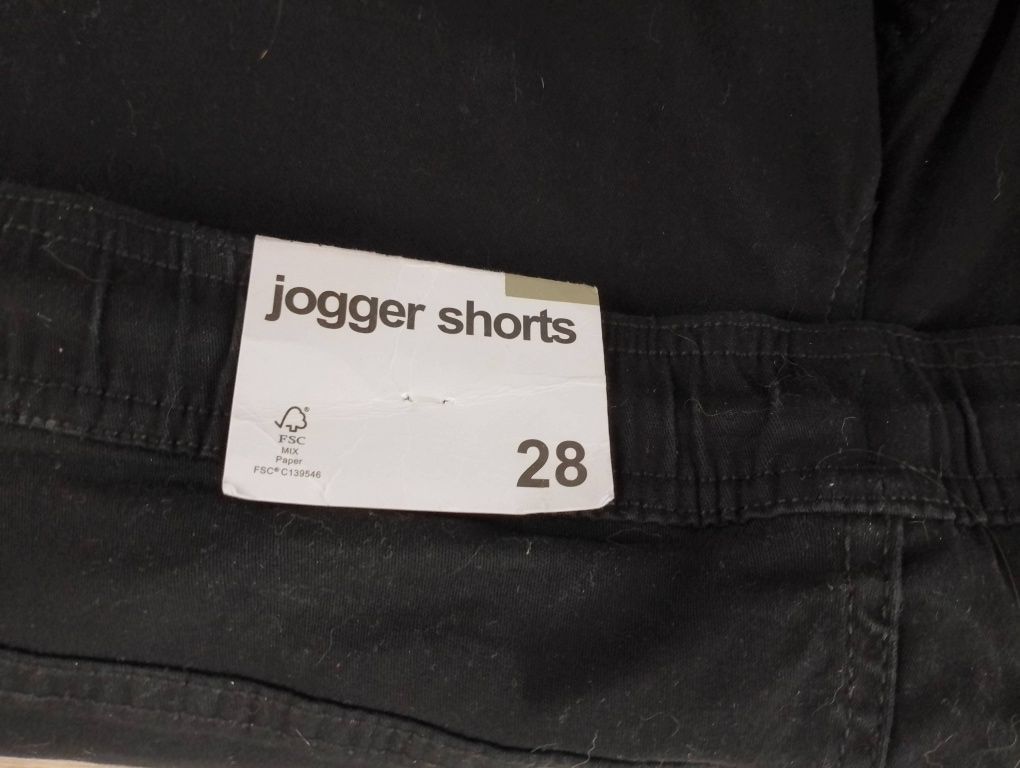 jogger shorts
®
FSC
MIX
Paper
FSC® C139546
28